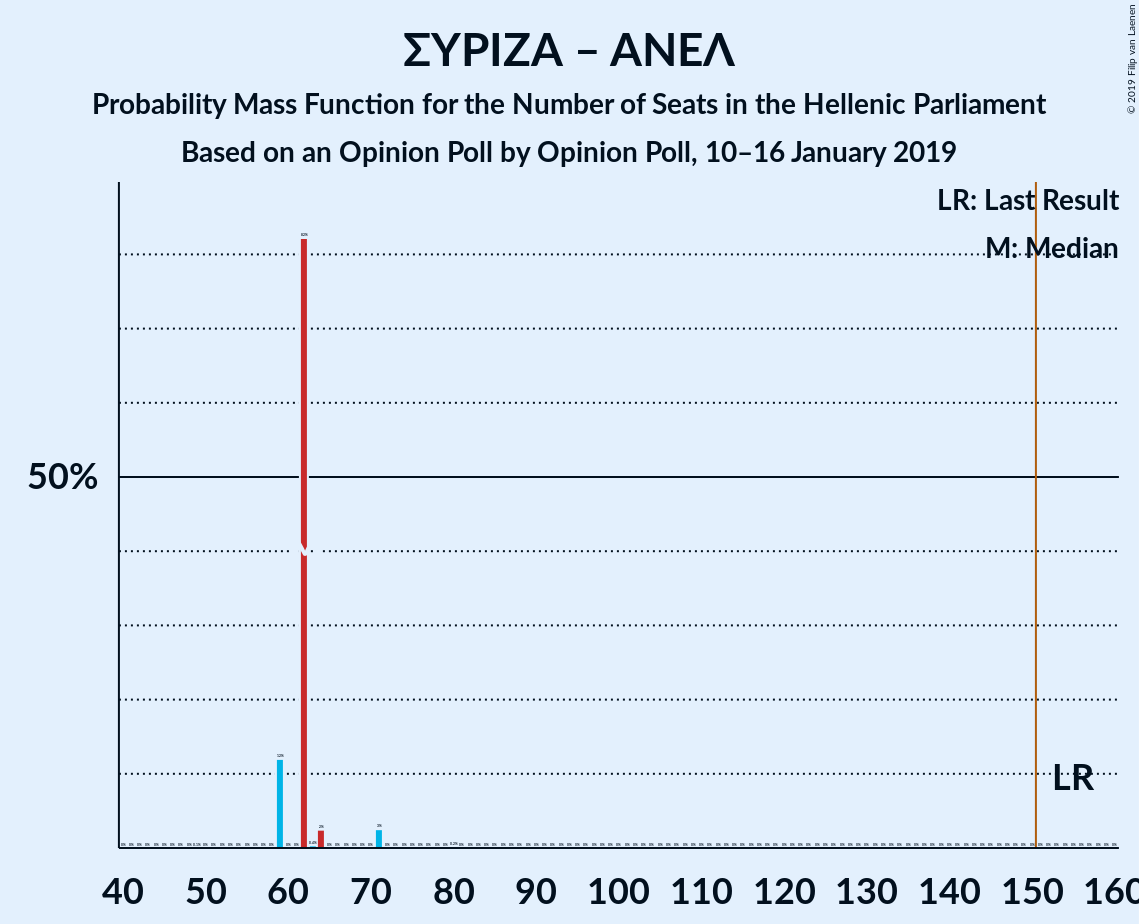 ΣΥΡΙΖΑ – ΑΝΕΛ
Probability Mass Function for the Number of Seats in the Hellenic Parliament
Based on an Opinion Poll by Opinion Poll, 10–16 January 2019
© 2019 Filip van Laenen
LR: Last Result
M: Median
50%
LR
40 50 60 70 80 90 100 110 120 130 140 150 160